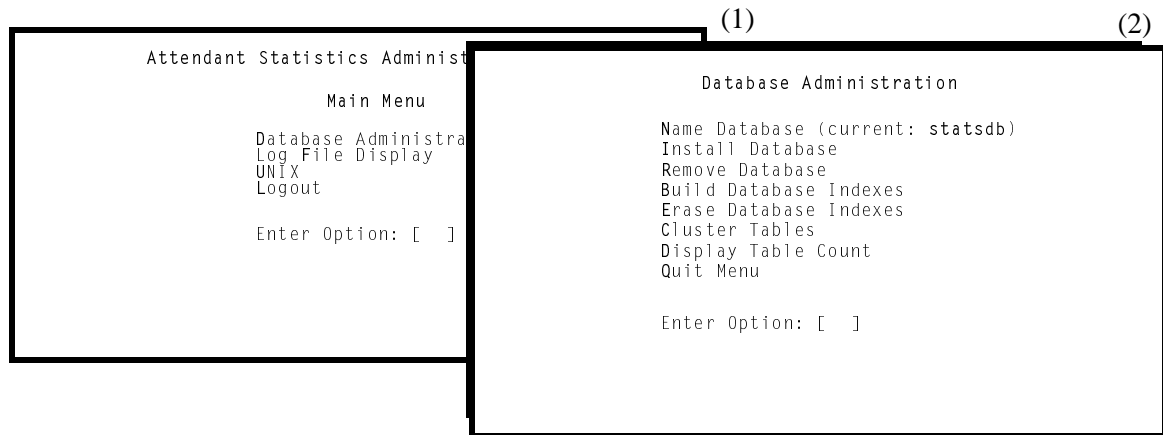 (1)
Attendant Statistics Administ
Main Menu
Database Administra
Log File Display
UNIX
Logout
Enter Option: [ ]
(2)
Database Administration
Name Database (current: statsdb)
Install Database
Remove Database
Build Database Indexes
Erase Database Indexes
Cluster Tables
Display Table Count
Quit Menu
Enter Option: [ ]